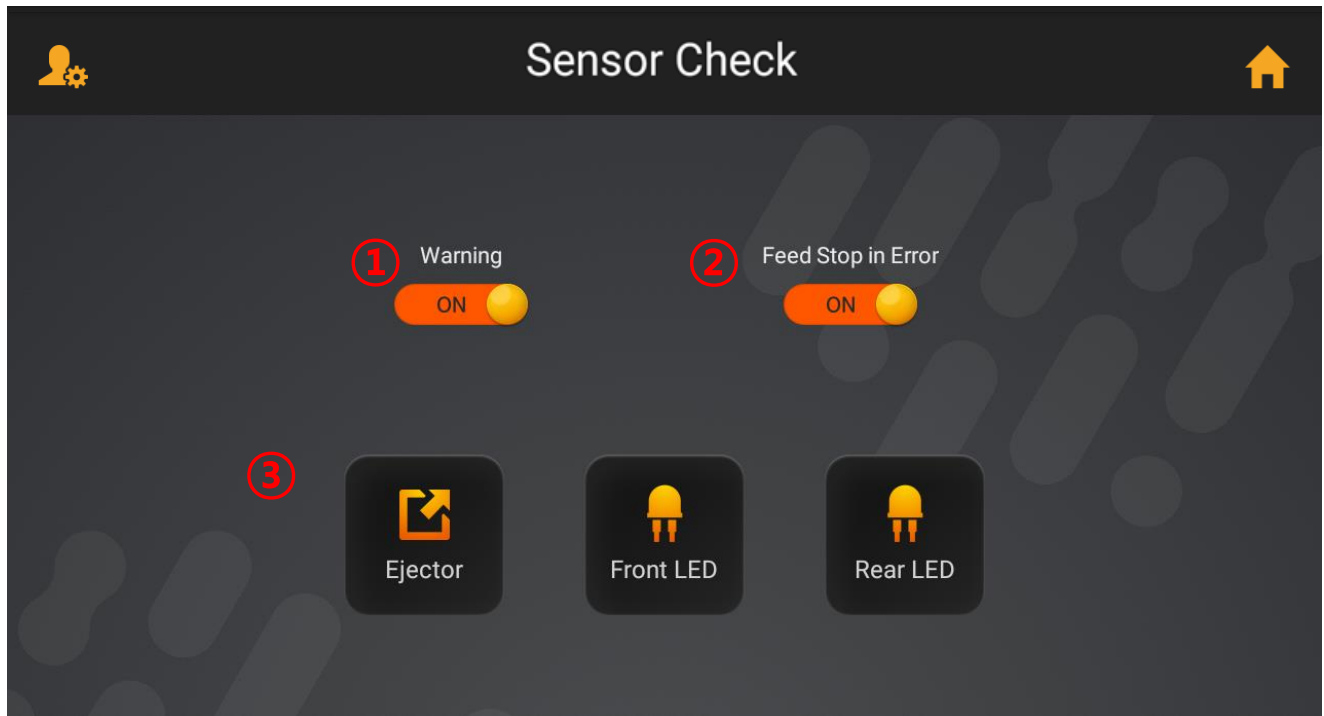 Sensor Check
① Warning
ON
② Feed Stop in Error
ON
③
Ejector
Front LED
Rear LED